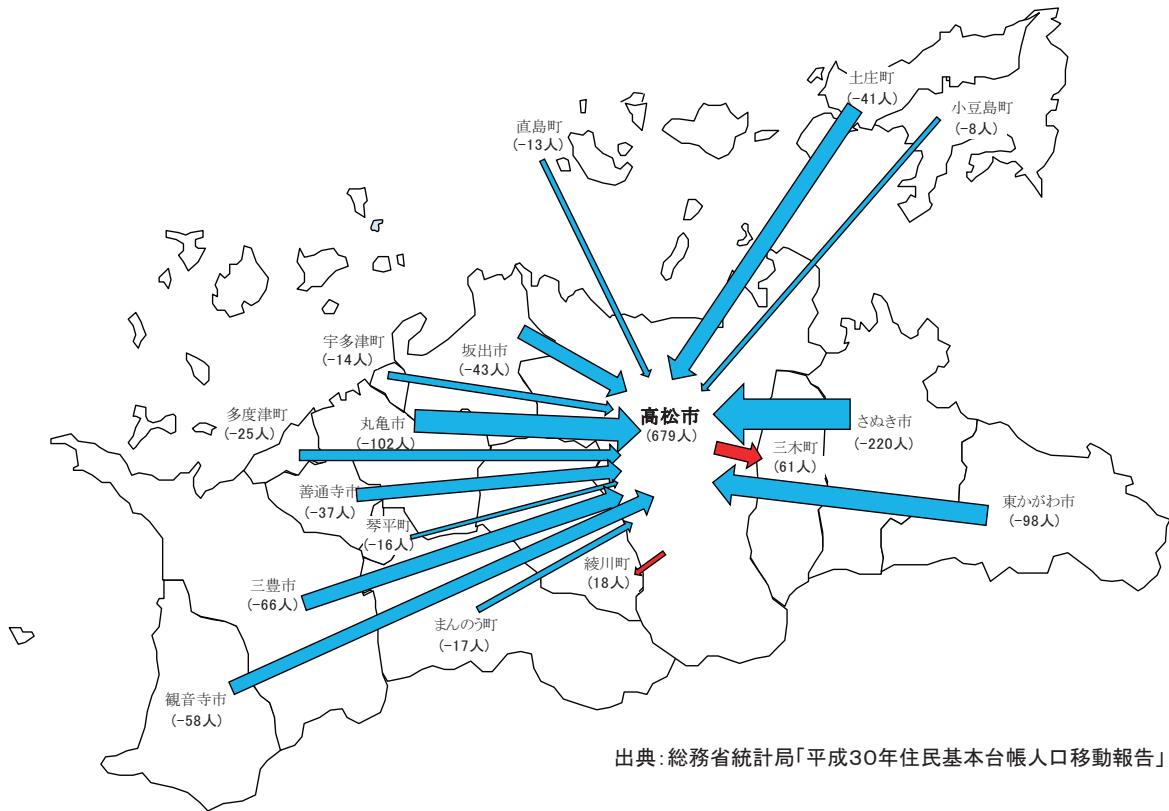 土庄町
(-41人)
小豆島町
(-8人)
直島町
(-13人)
宇多津町
(-14人)
坂出市
(-43人)
多度津町
(-25人)
丸亀市
(-102人)
高松市
(679人)
さぬき市
(-220人)
三木町
(61人)
善通寺市
(-37人)
東かがわ市
(-98人)
琴平町
(-16人)
綾川町
(18人)
三豊市
(-66人)
まんのう町
(-17人)
観音寺市
(-58人)
出典:総務省統計局「平成30年住民基本台帳人口移動報告」